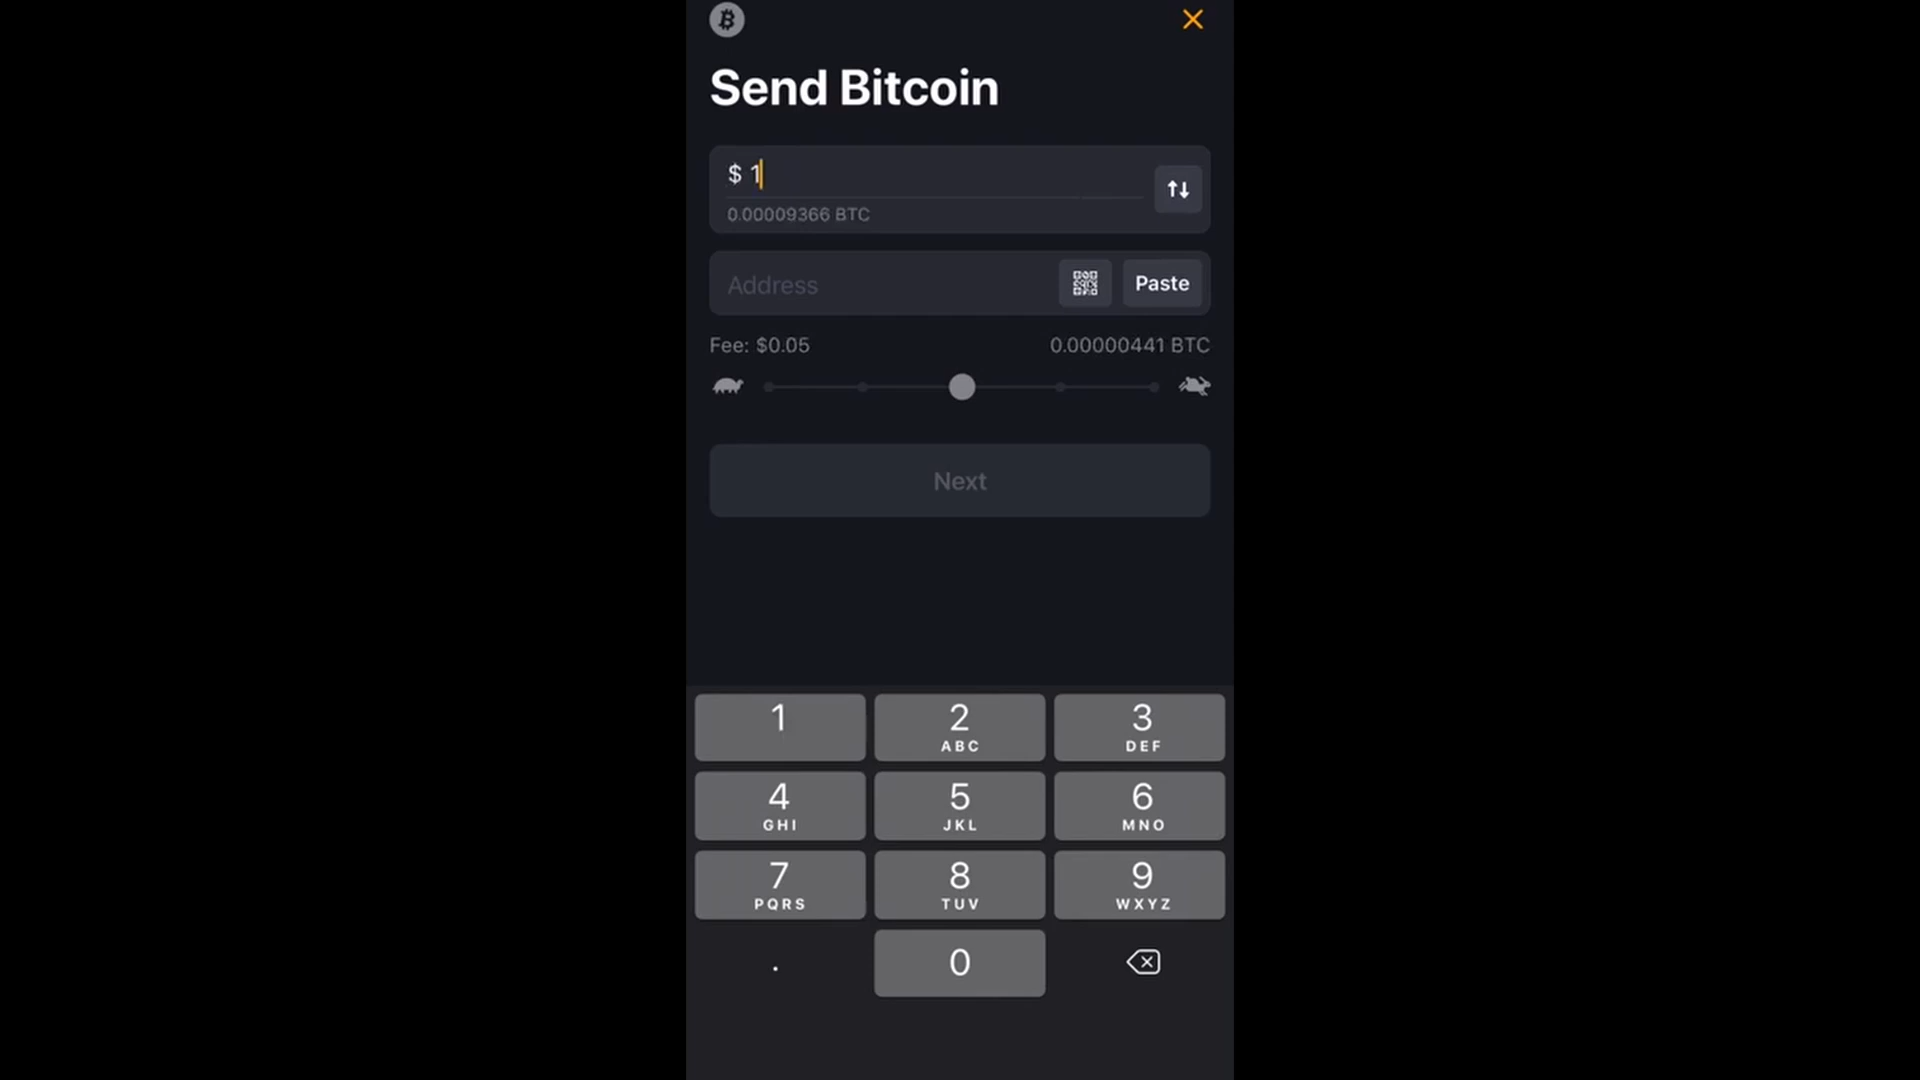 Send Bitcoin
$ 1
0.00009366 BTC
Address
Paste
Fee: $0.05
0.00000441 BTC
Next
1
2
ABC
3
DEF
4
GHI
5
JKL
6
MNO
7
PQRS
8
TUV
9
WXYZ
.
0